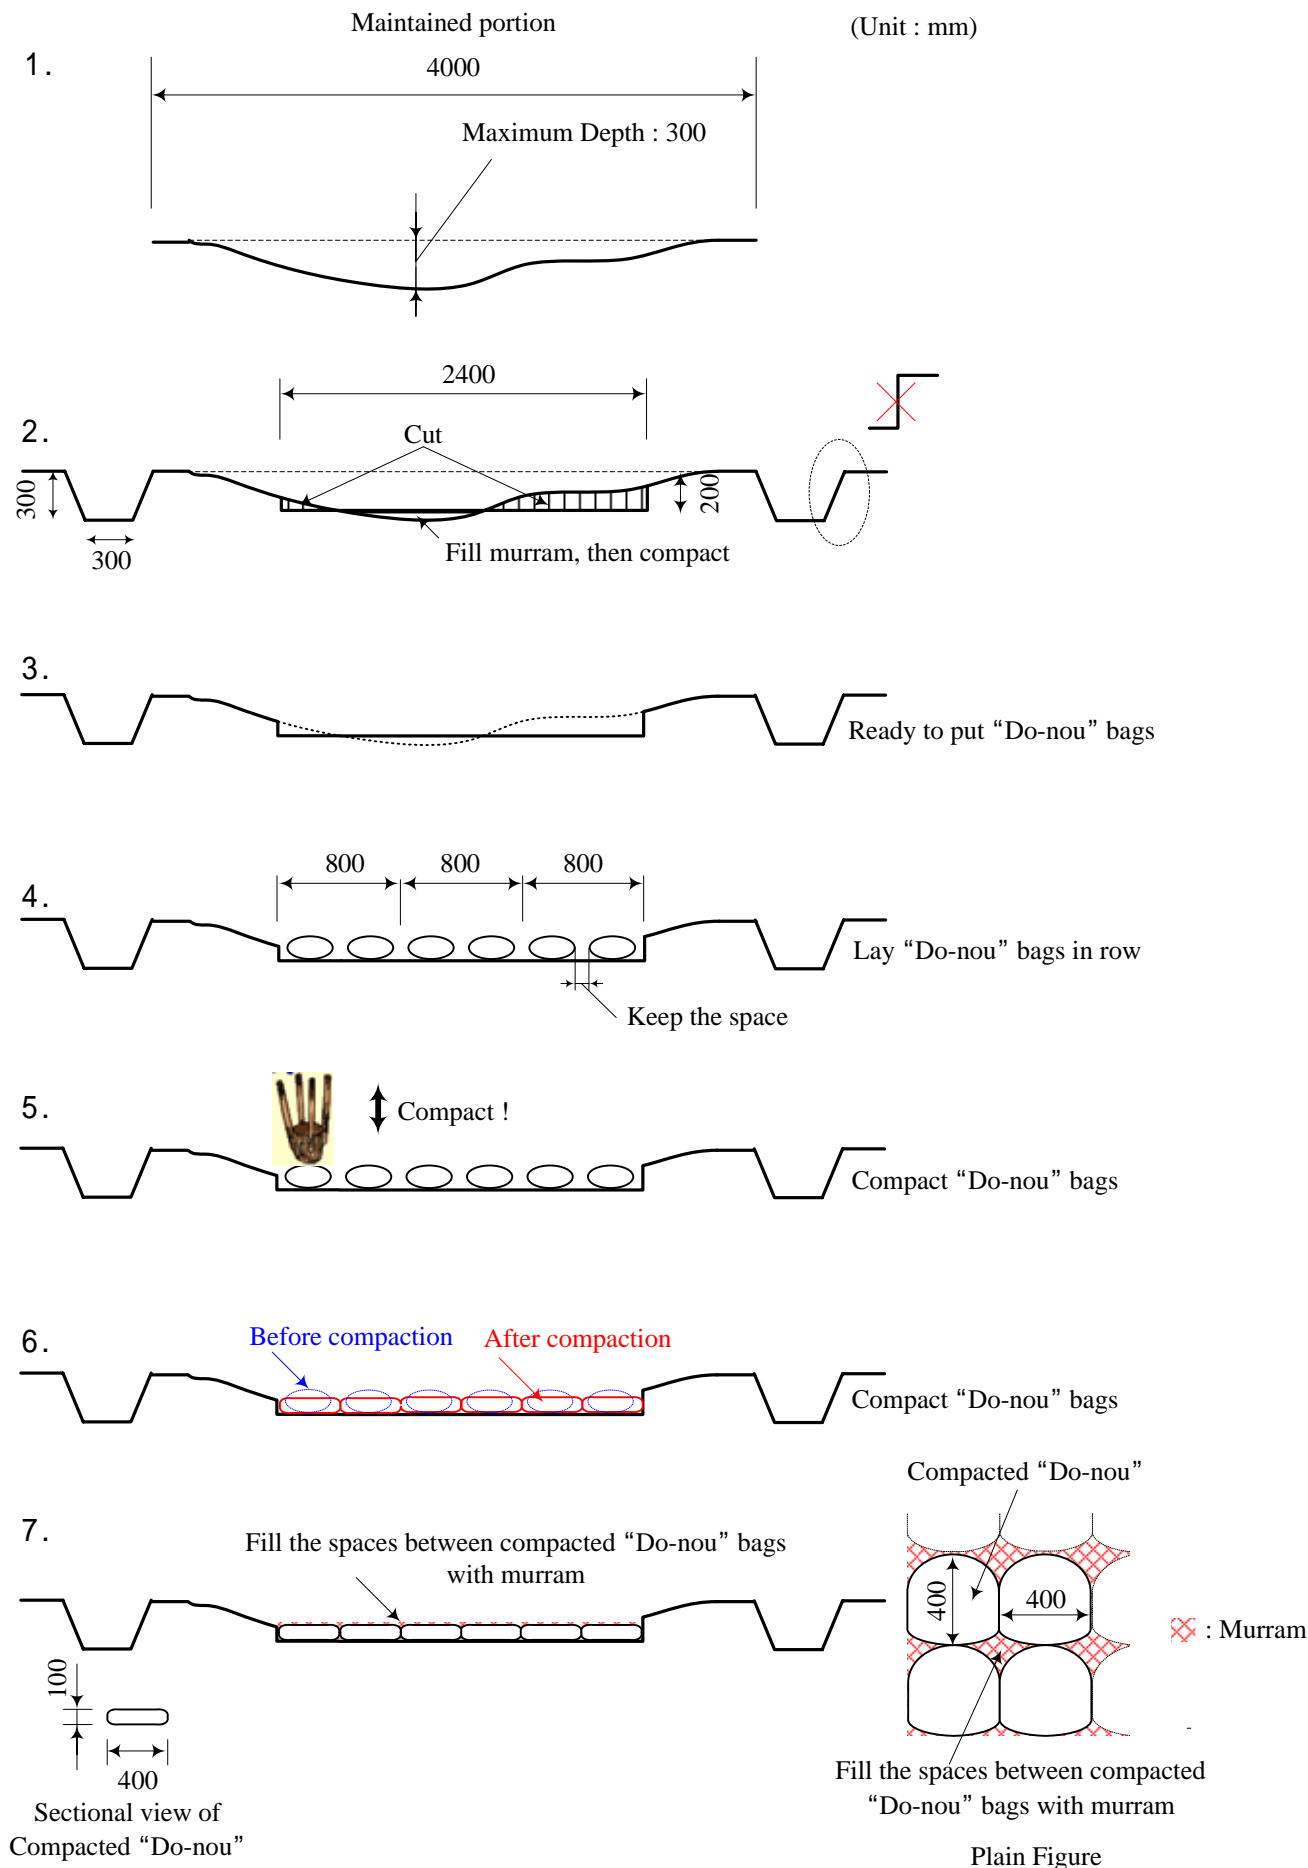 Maintained portion
(Unit : mm)
1.
4000
Maximum Depth : 300
2400
2.
Cut
300
200
300
Fill murram, then compact
3.
Ready to put “Do-nou” bags
800
800
800
4.
Lay “Do-nou” bags in row
Keep the space
5.
Compact !
Compact “Do-nou” bags
6.
Before compaction
After compaction
Compact “Do-nou” bags
Compacted “Do-nou”
7.
Fill the spaces between compacted “Do-nou” bags
with murram
400
400
: Murram
100
400
Sectional view of
Compacted “Do-nou”
Fill the spaces between compacted
“Do-nou” bags with murram
Plain Figure